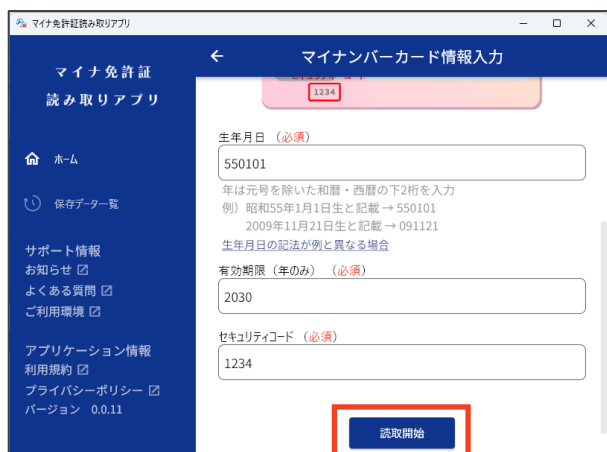 マイナ免許証読み取りアプリ
マイナ免許証
読み取りアプリ
ホーム
保存データ一覧
サポート情報
お知らせ
よくある質問
ご利用環境
アプリケーション情報
利用規約
プライバシーポリシー
バージョン 0.0.11
マイナンバーカード情報入力
セキュリティコード
1234
生年月日 (必須)
550101
年は元号を除いた和暦・西暦の下2桁を入力
例) 昭和55年1月1日生と記載 → 550101
2009年11月21日生と記載 → 091121
生年月日の記法が例と異なる場合
有効期限 (年のみ) (必須)
2030
セキュリティコード (必須)
1234
読取開始